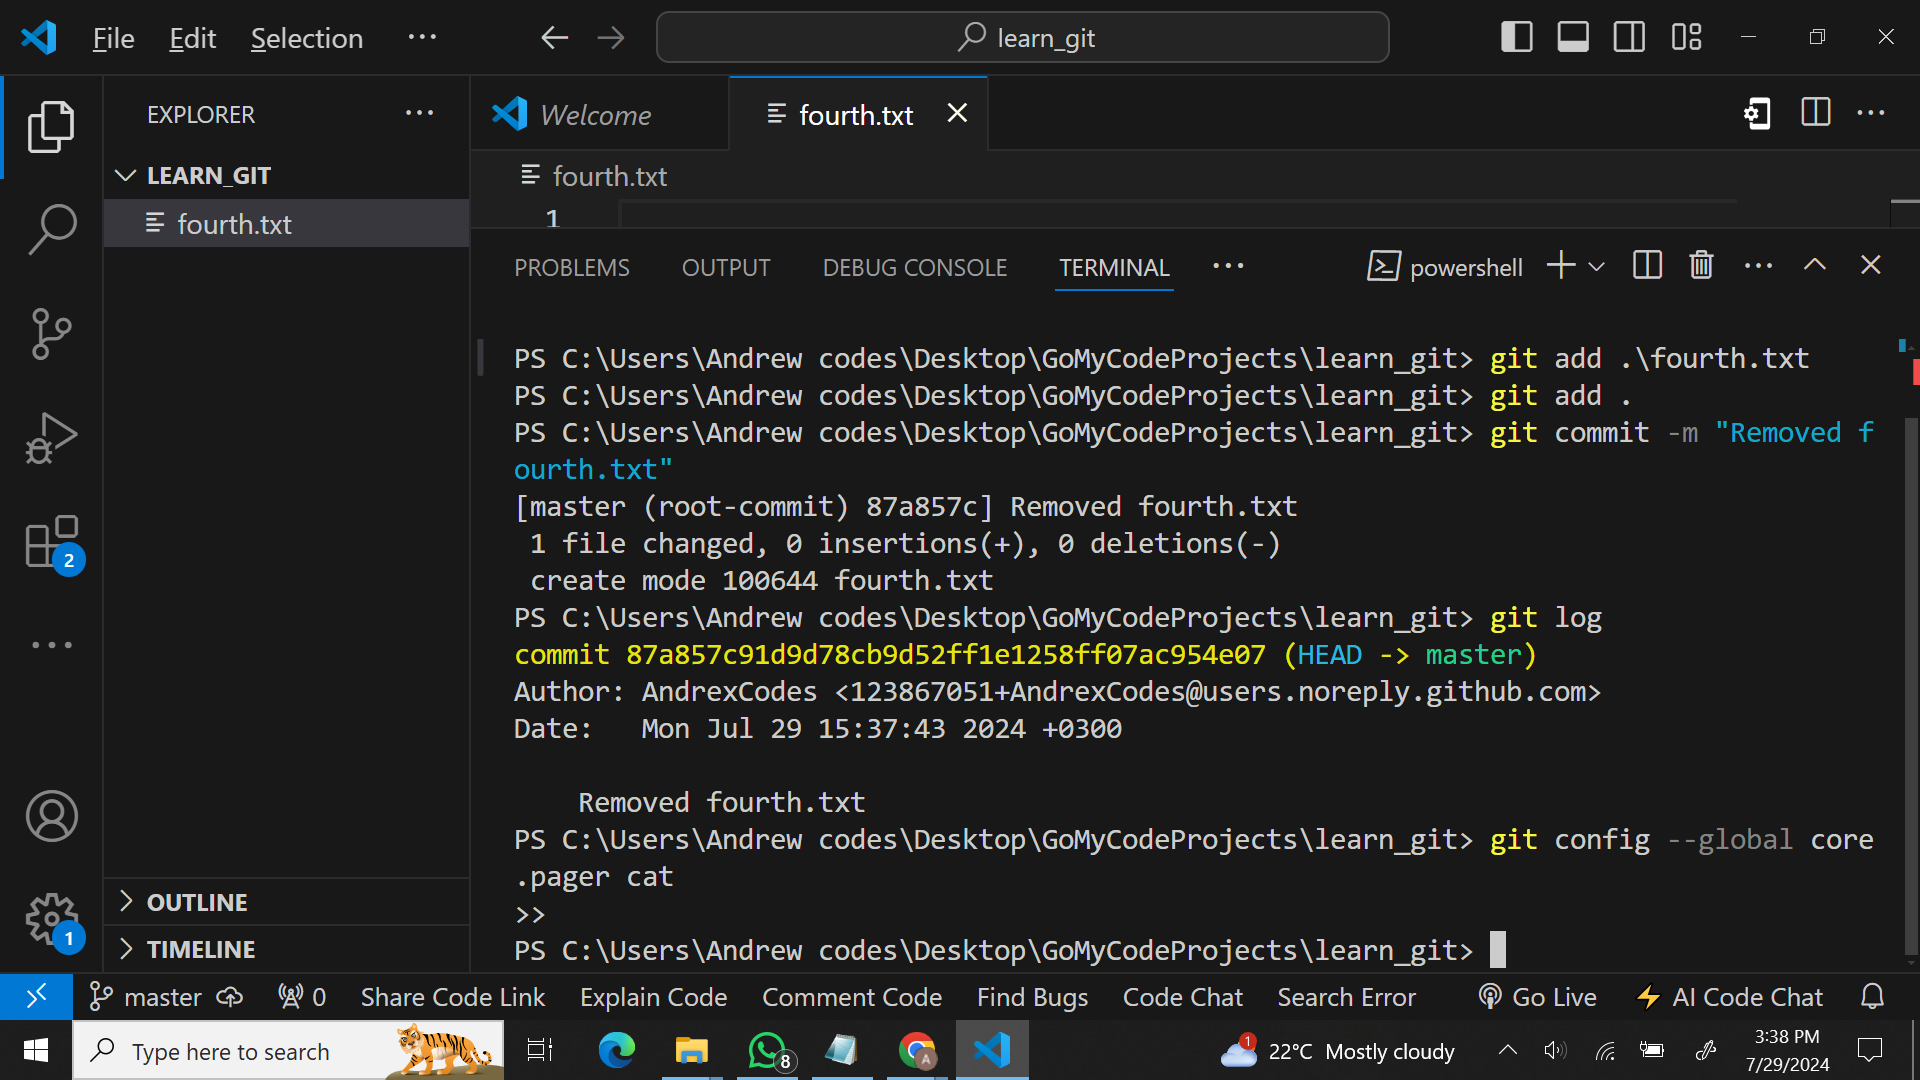 File Edit Selection ··· learn_git
EXPLORER ···
LEARN_GIT
fourth.txt
OUTLINE
TIMELINE
2
1
Welcome fourth.txt
fourth.txt
1
PROBLEMS OUTPUT DEBUG CONSOLE TERMINAL ··· powershell
PS C:\Users\Andrew codes\Desktop\GoMyCodeProjects\learn_git> git add .\fourth.txt
PS C:\Users\Andrew codes\Desktop\GoMyCodeProjects\learn_git> git add .
PS C:\Users\Andrew codes\Desktop\GoMyCodeProjects\learn_git> git commit -m "Removed f
ourth.txt"
[master (root-commit) 87a857c] Removed fourth.txt
1 file changed, 0 insertions(+), 0 deletions(-)
create mode 100644 fourth.txt
PS C:\Users\Andrew codes\Desktop\GoMyCodeProjects\learn_git> git log
commit 87a857c91d9d78cb9d52ff1e1258ff07ac954e07 (HEAD -> master)
Author: AndrexCodes <123867051+AndrexCodes@users.noreply.github.com>
Date:   Mon Jul 29 15:37:43 2024 +0300
Removed fourth.txt
PS C:\Users\Andrew codes\Desktop\GoMyCodeProjects\learn_git> git config --global core
.pager cat
>>
PS C:\Users\Andrew codes\Desktop\GoMyCodeProjects\learn_git>
master 0 Share Code Link Explain Code Comment Code Find Bugs Code Chat Search Error Go Live AI Code Chat
Type here to search 8 A 1 22°C Mostly cloudy 3:38 PM
7/29/2024